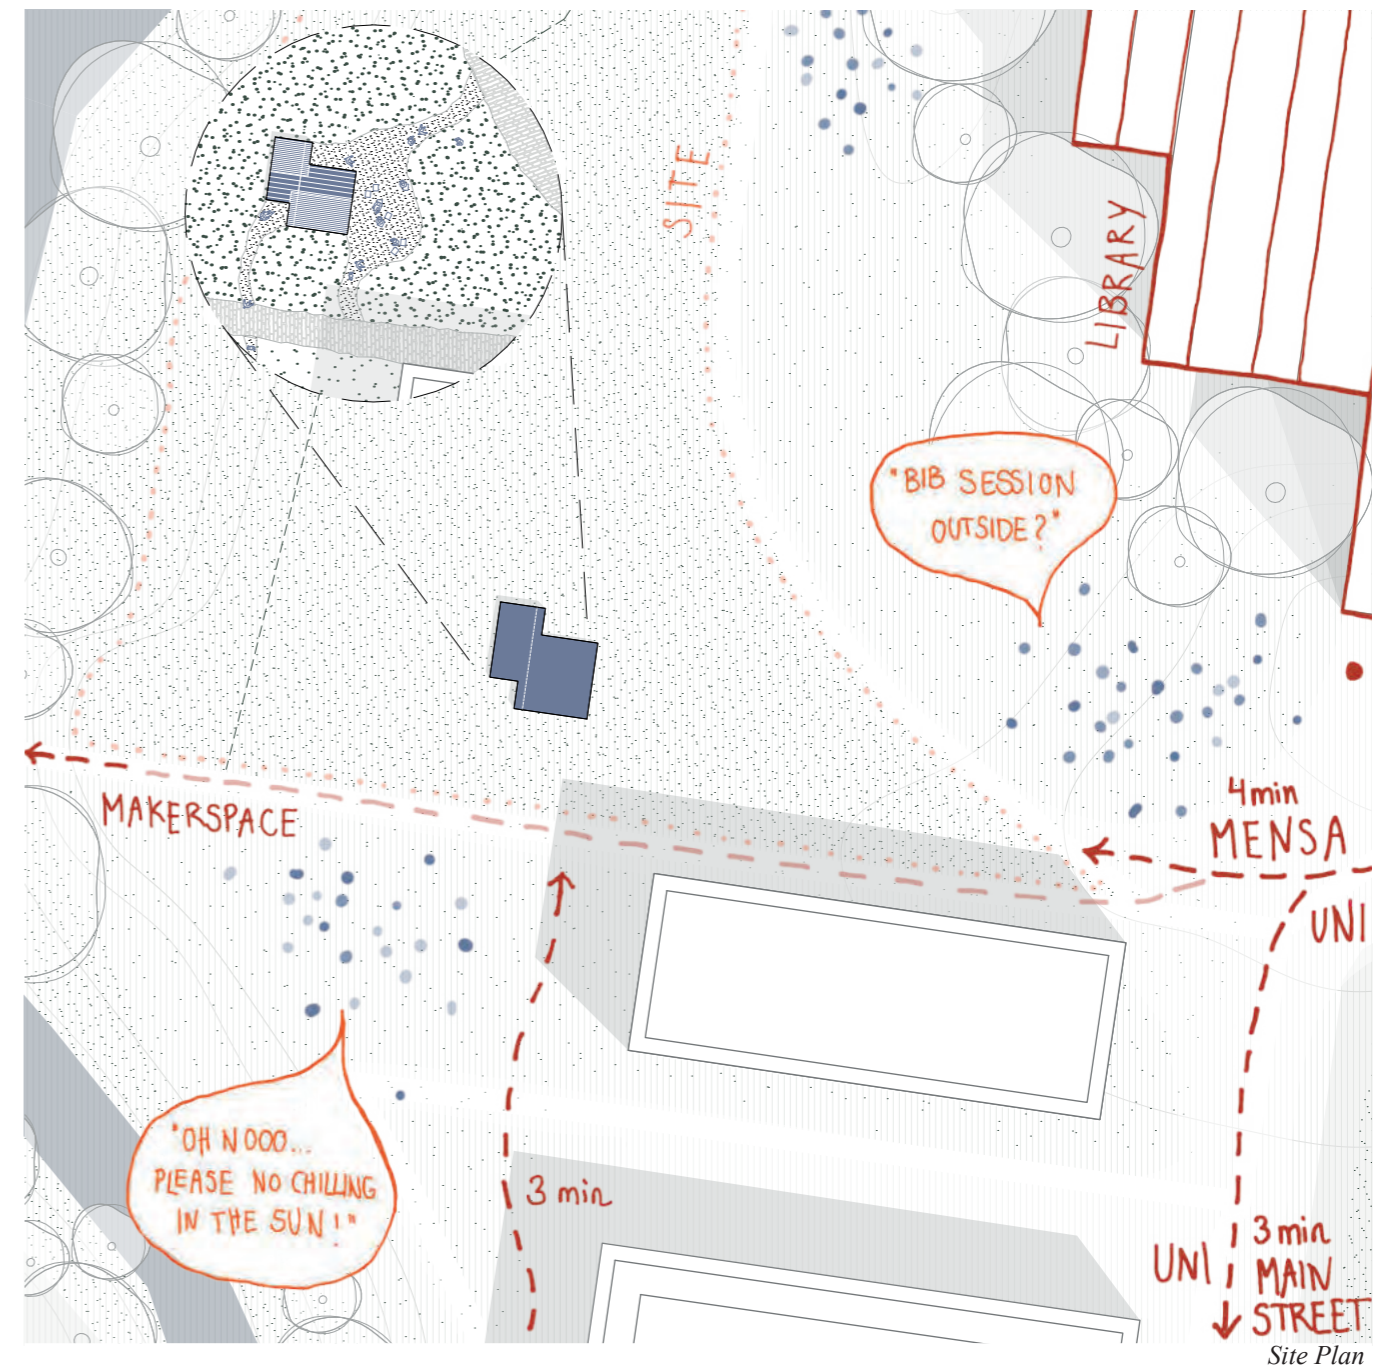 SITE
LIBRARY
"BIB SESSION
OUTSIDE?"
4min
MENSA
MAKERSPACE
UNI
"OH NOOO...
PLEASE NO CHILLING
IN THE SUN!"
3 min
UNI
3 min
MAIN
STREET
Site Plan